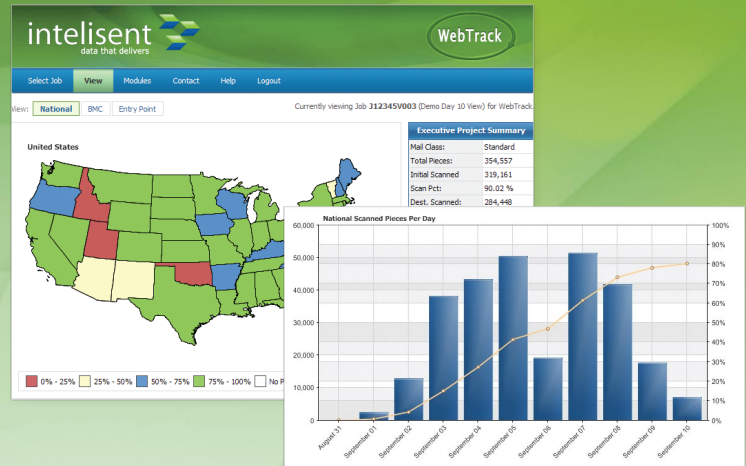 intelisent
data that delivers
WebTrack
Select Job View Modules Contact Help Logout
View: National BMC Entry Point
Currently viewing Job J12345V003 (Demo Day 10 View) for WebTrack.
United States
Executive Project Summary
Mail Class: Standard
Total Pieces: 354,557
Initial Scanned 319,161
Scan Pct: 90.02 %
Dest. Scanned: 284,448
0% - 25% 25% - 50% 50% - 75% 75% - 100% No P
National Scanned Pieces Per Day
60,000 100%
90%
50,000
80%
40,000 70%
60%
30,000 50%
40%
20,000
30%
10,000 20%
10%
0 0%
August 31 September 01 September 02 September 03 September 04 September 05 September 06 September 07 September 08 September 09 September 10